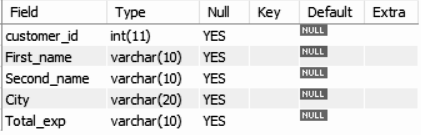 Field Type Null Key Default Extra
customer_id int(11) YES NULL
First_name varchar(10) YES NULL
Second_name varchar(10) YES NULL
City varchar(20) YES NULL
Total_exp varchar(10) YES NULL